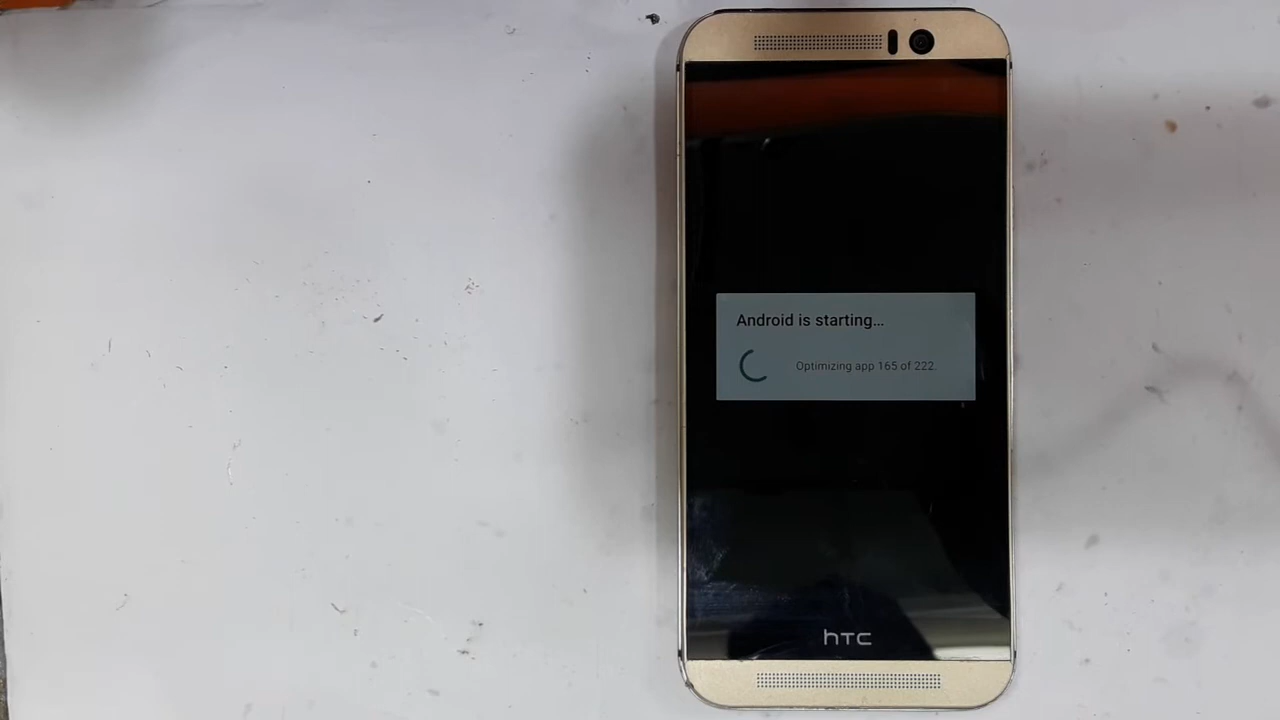 Android is starting...
Optimizing app 165 of 222.
hTC